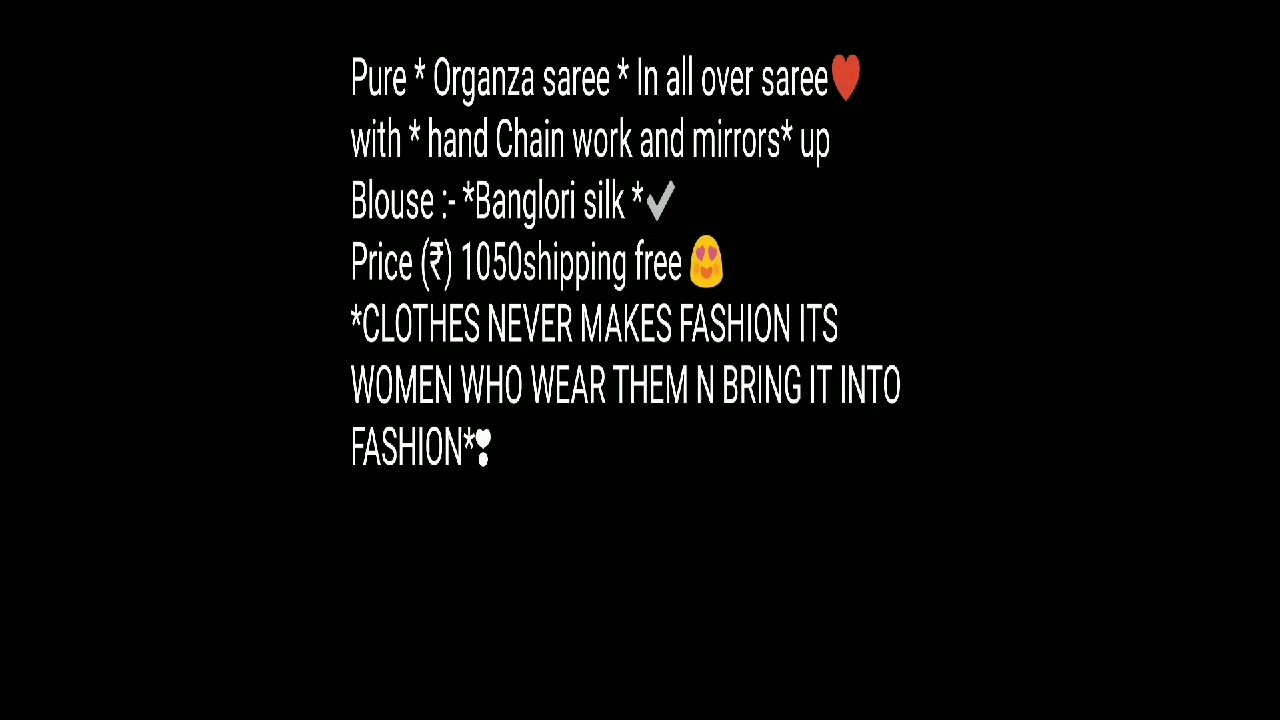 Pure * Organza saree * In all over saree♥️
with * hand Chain work and mirrors* up
Blouse :- *Banglori silk *✔
Price (₹) 1050shipping free 😍
*CLOTHES NEVER MAKES FASHION ITS
WOMEN WHO WEAR THEM N BRING IT INTO
FASHION*❣